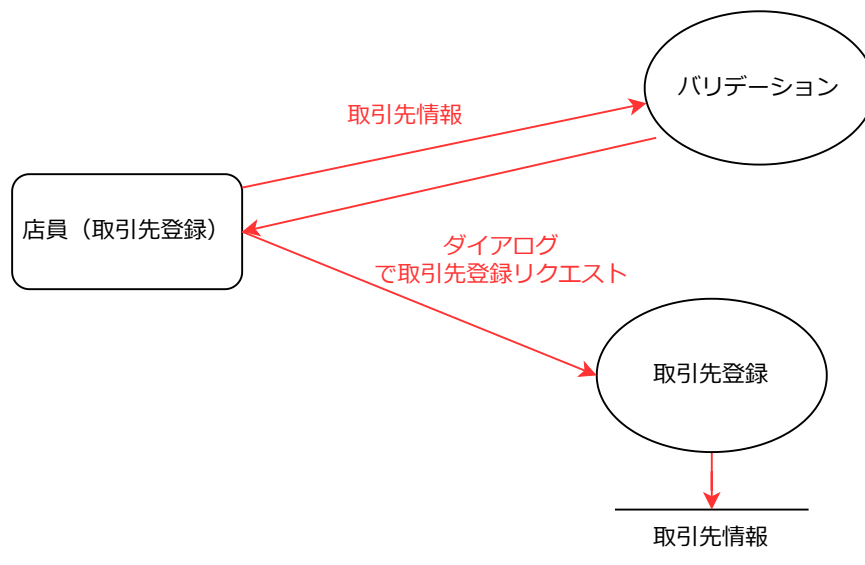 バリデーション
取引先情報
店員（取引先登録）
ダイアログ
で取引先登録リクエスト
取引先登録
取引先情報